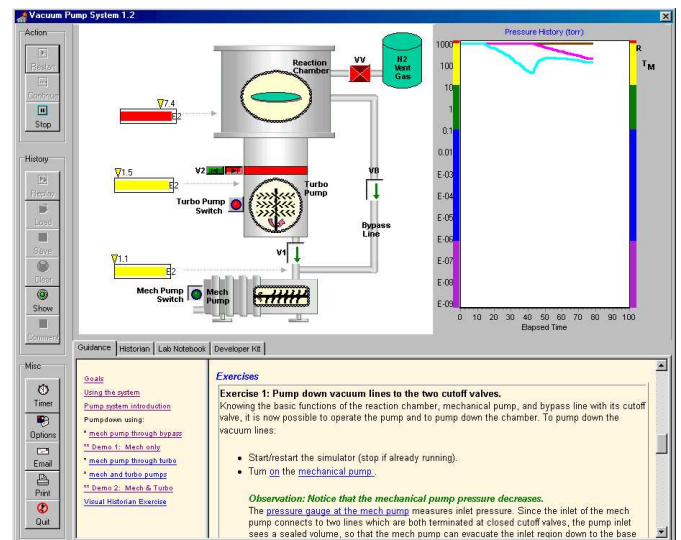 Vacuum Pump System 1.2
Action
Restart
Continue
Stop
History
Replay
Load
Save
Clear
Show
Comment
Misc
Timer
Options
Email
Print
Quit
Reaction
Chamber
VV
H2
Vent
Gas
7.4
E2
V2
1.5
E2
Turbo
Pump
Turbo Pump
Switch
VB
Bypass
Line
V1
1.1
E2
Mech Pump
Switch
Mech
Pump
Pressure History (torr)
1000
100
10
1
0.1
0.01
E-03
E-04
E-05
E-06
E-07
E-08
E-09
R
T
M
0 10 20 30 40 50 60 70 80 90 100
Elapsed Time
Guidance Historian Lab Notebook Developer Kit
Goals
Using the system
Pump system introduction
Pumpdown using:
* mech pump through bypass
** Demo 1: Mech only
* mech pump through turbo
* mech and turbo pumps
** Demo 2: Mech & Turbo
Visual Historian Exercise
Exercises
Exercise 1: Pump down vacuum lines to the two cutoff valves.
Knowing the basic functions of the reaction chamber, mechanical pump, and bypass line with its cutoff
valve, it is now possible to operate the pump and to pump down the chamber. To pump down the
vacuum lines:
• Start/restart the simulator (stop if already running).
• Turn on the mechanical pump .
Observation: Notice that the mechanical pump pressure decreases.
The pressure gauge at the mech pump measures inlet pressure. Since the inlet of the mech
pump connects to two lines which are both terminated at closed cutoff valves, the pump inlet
sees a sealed volume, so that the mech pump can evacuate the inlet region down to the base